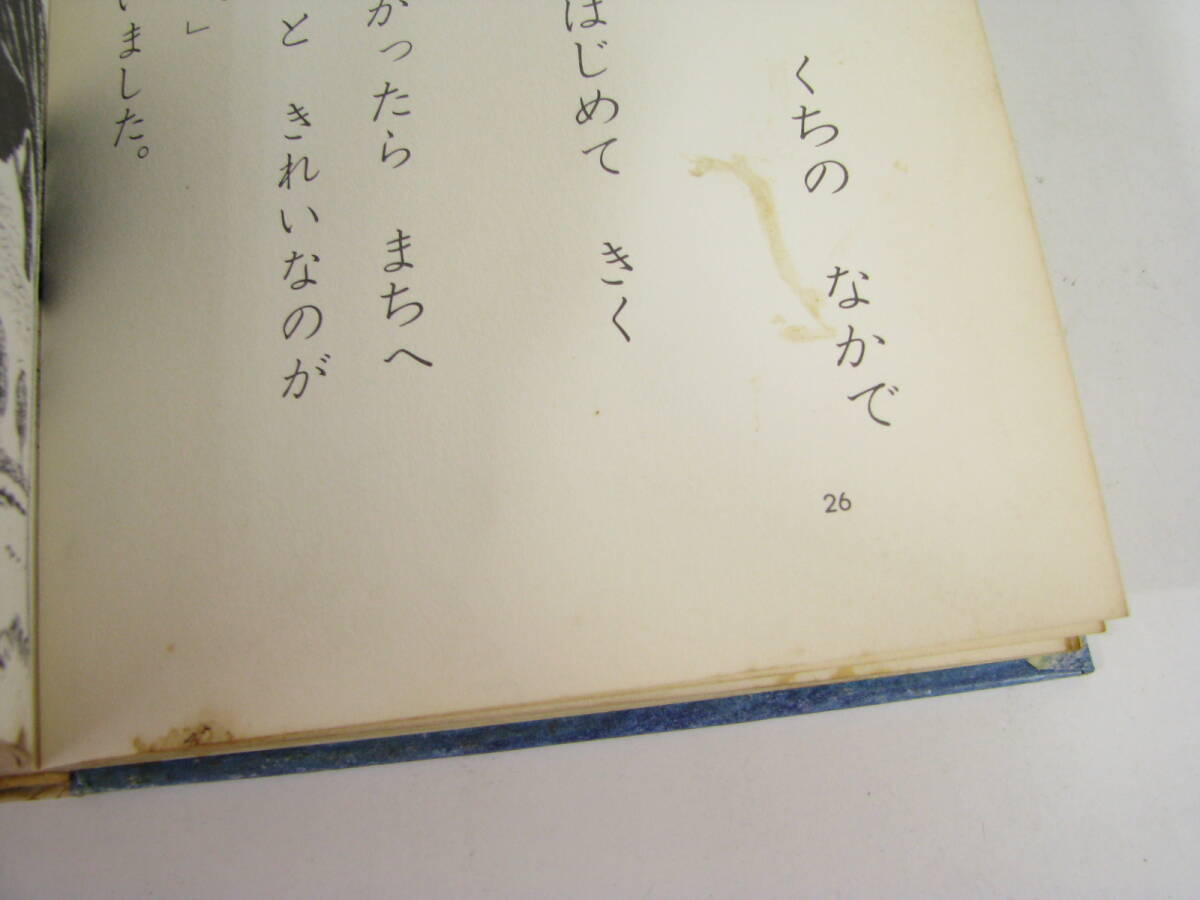 くちの なかで
はじめて きく
かったら まちへ
と きれいなのが
」
いました。
26